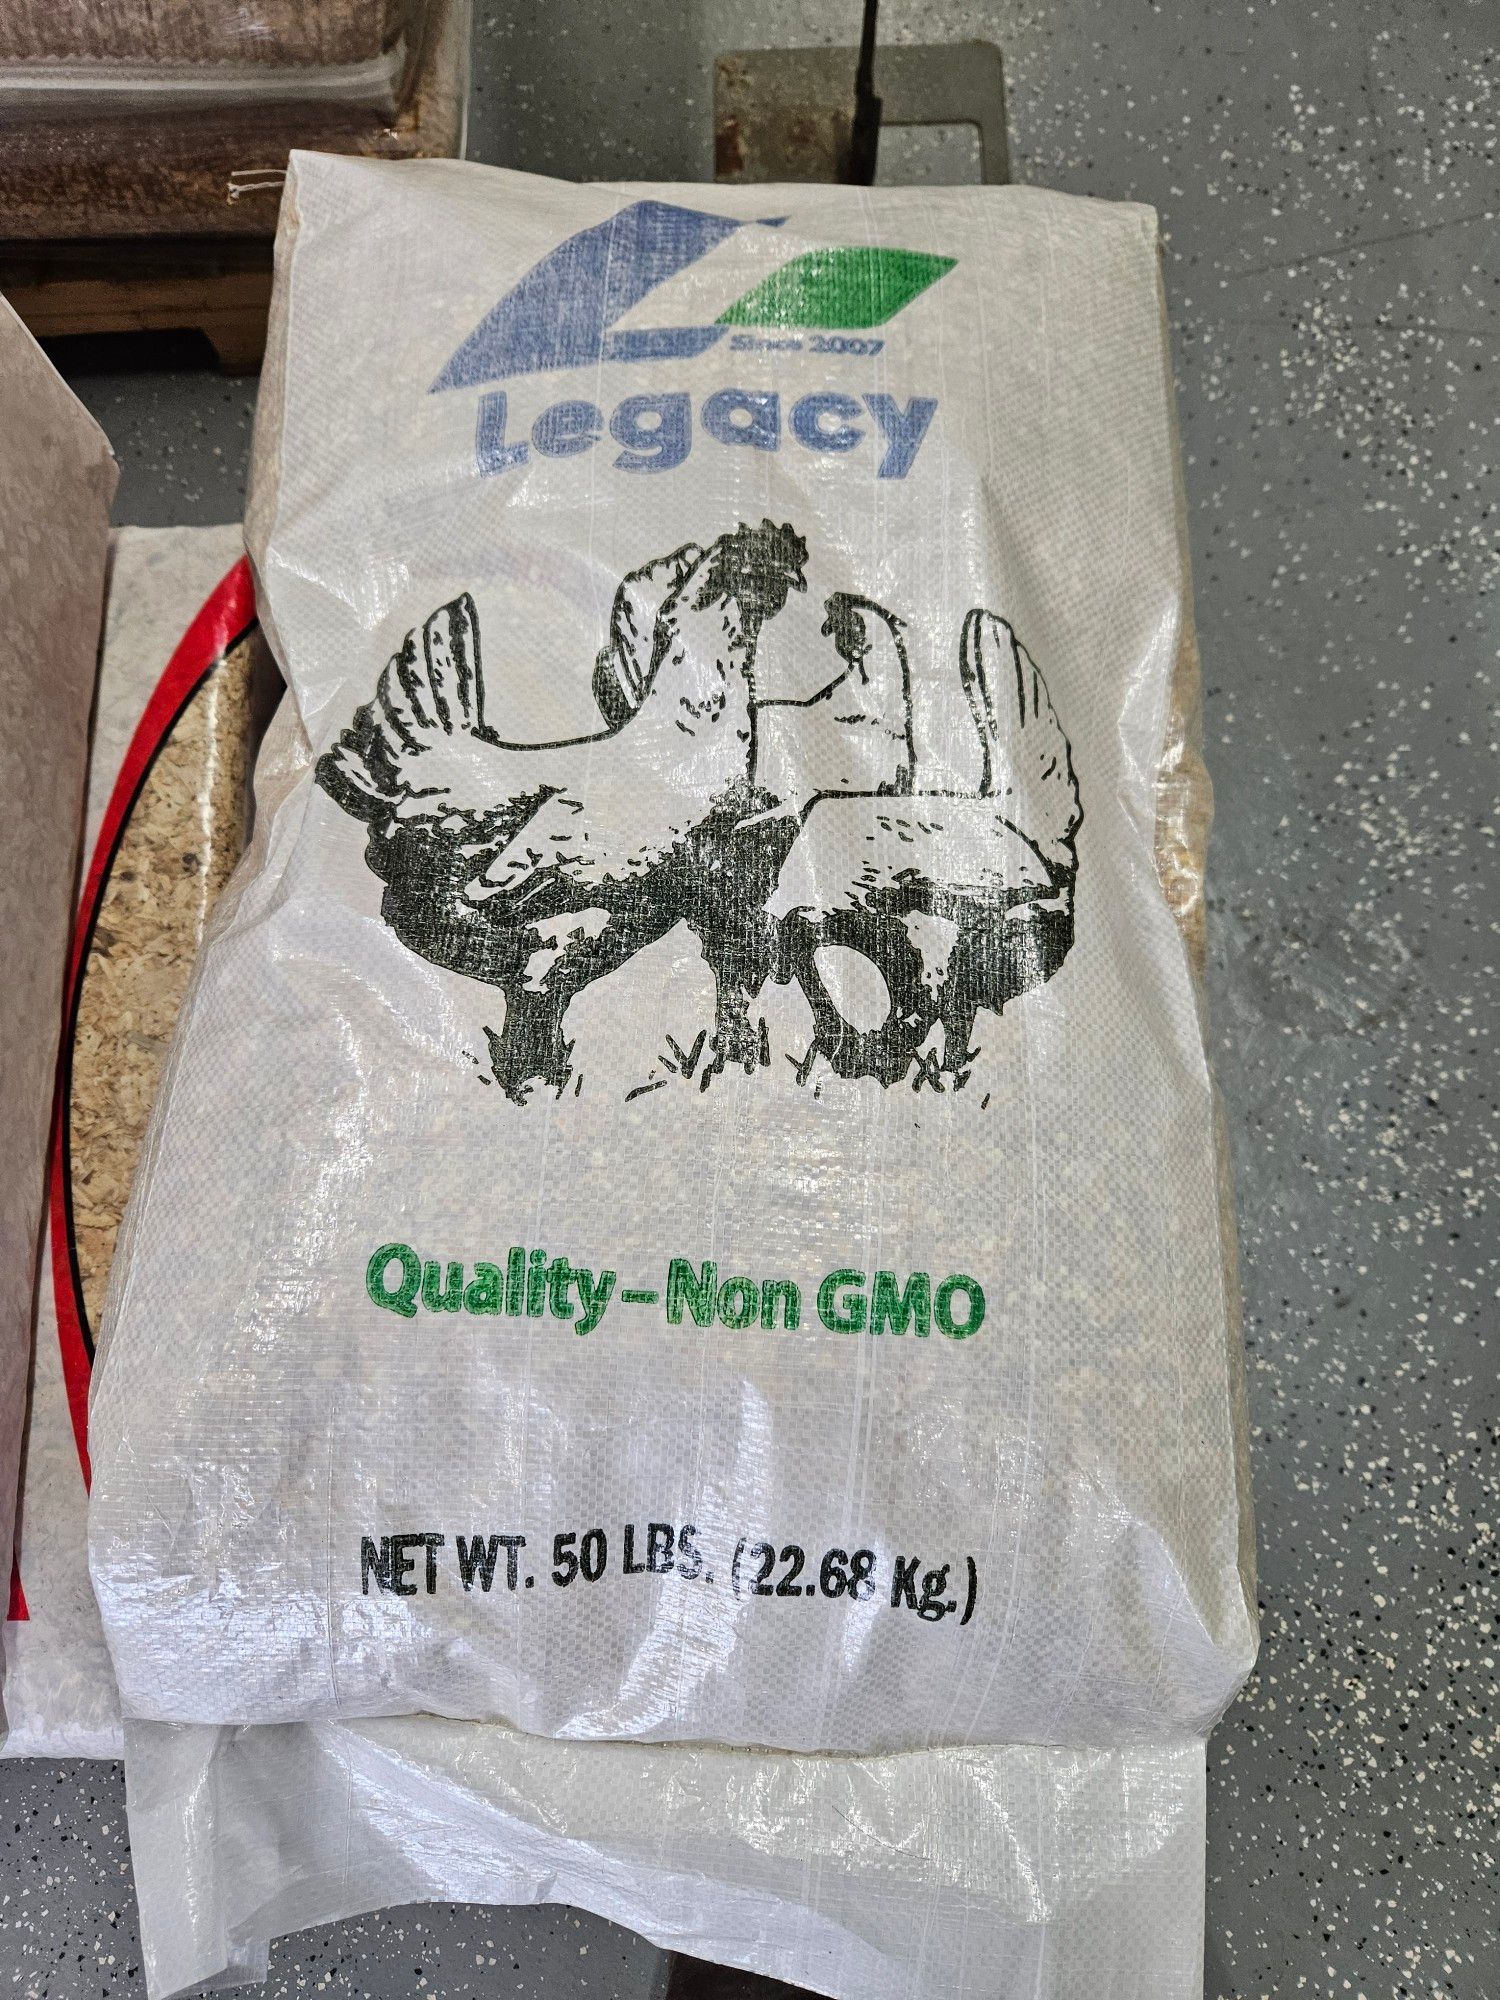 Since 2007
Legacy
Quality-Non GMO
NET WT. 50 LBS. (22.68 Kg.)